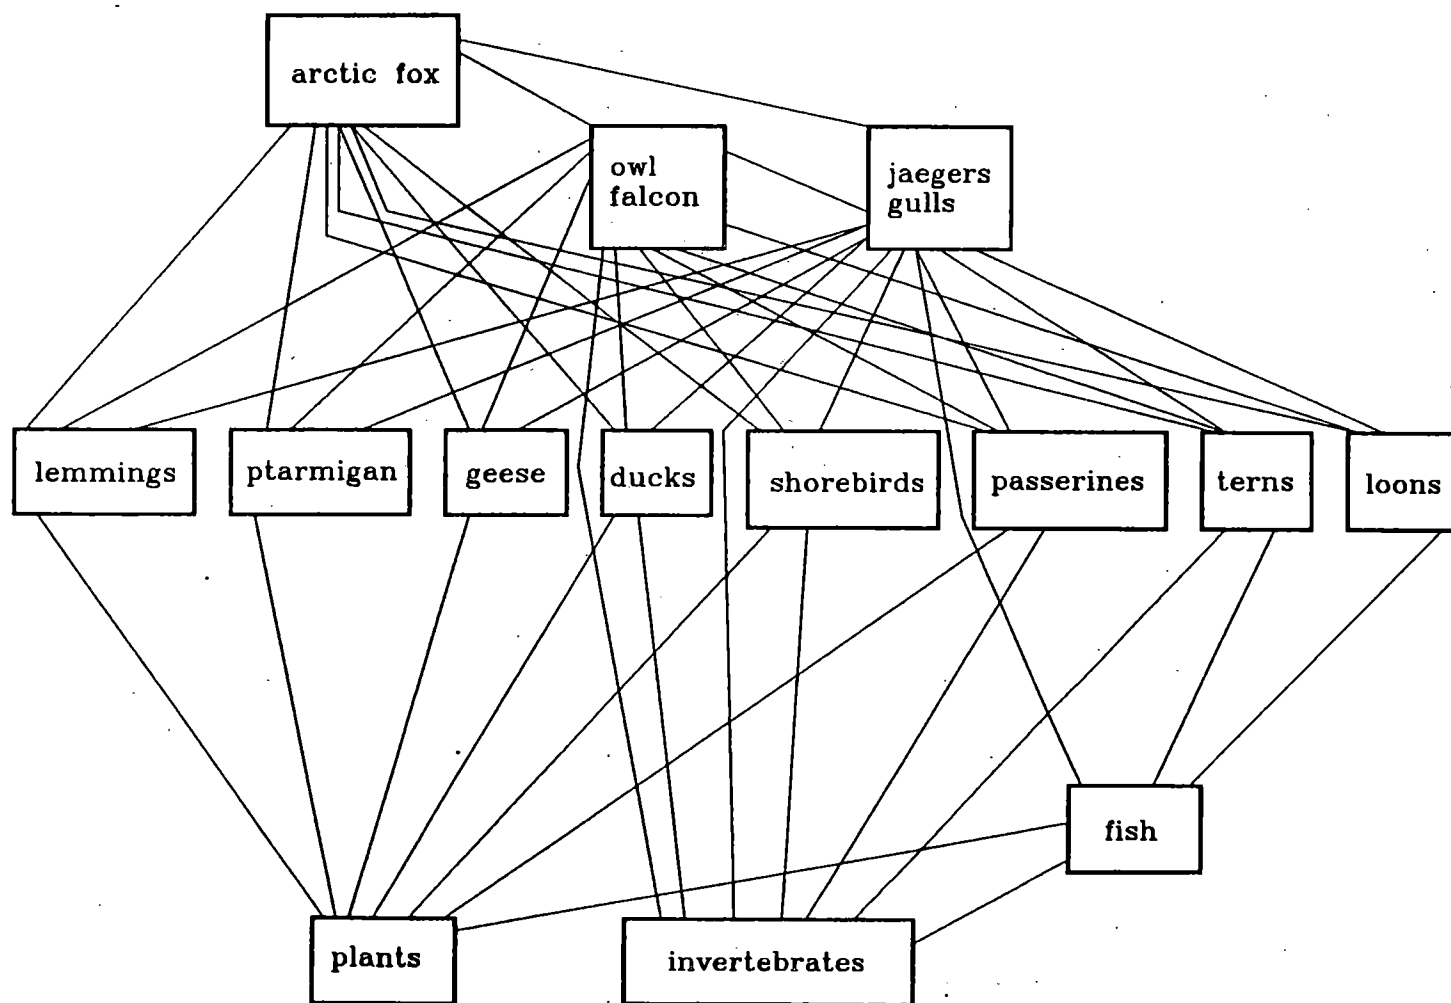 arctic fox
owl
falcon
jaegers
gulls
lemmings
ptarmigan
geese
ducks
shorebirds
passerines
terns
loons
fish
plants
invertebrates